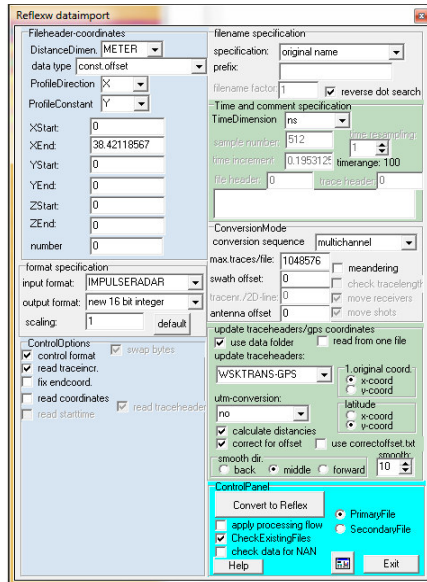 Reflexw dataimport
Fileheader-coordinates
DistanceDimen. METER
data type const.offset
ProfileDirection X
ProfileConstant Y
XStart: 0
XEnd: 38.42118567
YStart: 0
YEnd: 0
ZStart: 0
ZEnd: 0
number 0
format specification
input format: IMPULSERADAR
output format: new 16 bit integer
scaling: 1 default
ControlOptions
control format swap bytes
read traceincr.
fix endcoord.
read coordinates
read starttime read traceheader
filename specification
specification: original name
prefix:
filename factor: 1 reverse dot search
Time and comment specification
TimeDimension ns
sample number 512 time resampling
1
time increment 0.1953125 timerange: 100
file header 0 trace header 0
ConversionMode
conversion sequence multichannel
max.traces/file: 1048576 meandering
swath offset: 0 check tracelength
tracenr./2D-line: 0 move receivers
antenna offset 0 move shots
update traceheaders/gps coordinates
use data folder read from one file
update traceheaders:
WSKTRANS-GPS
1.original coord.
x-coord
y-coord
utm-conversion:
no
latitude
x-coord
y-coord
calculate distancies
correct for offset use correctoffset.txt
smooth dir. smooth:
back middle forward 10
ControlPanel
Convert to Reflex
PrimaryFile
SecondaryFile
apply processing flow
CheckExistingFiles
check data for NAN
Help Exit